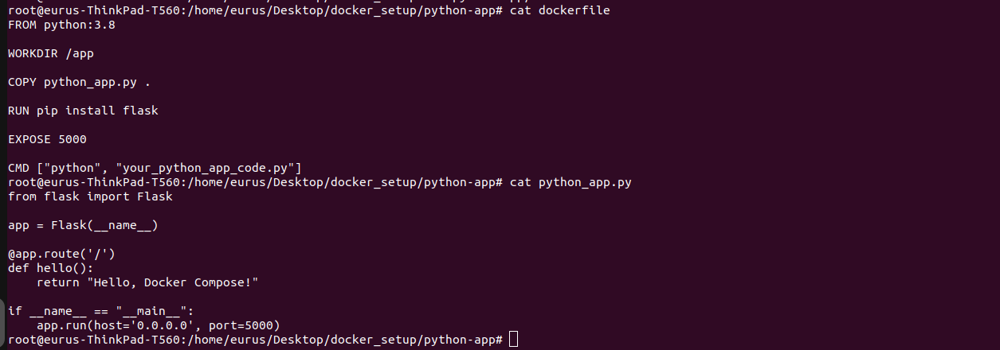 root@eurus-ThinkPad-T560:/home/eurus/Desktop/docker_setup/python-app# cat dockerfile
FROM python:3.8
WORKDIR /app
COPY python_app.py .
RUN pip install flask
EXPOSE 5000
CMD ["python", "your_python_app_code.py"]
root@eurus-ThinkPad-T560:/home/eurus/Desktop/docker_setup/python-app# cat python_app.py
from flask import Flask
app = Flask(__name__)
@app.route('/')
def hello():
    return "Hello, Docker Compose!"
if __name__ == "__main__":
    app.run(host='0.0.0.0', port=5000)
root@eurus-ThinkPad-T560:/home/eurus/Desktop/docker_setup/python-app#